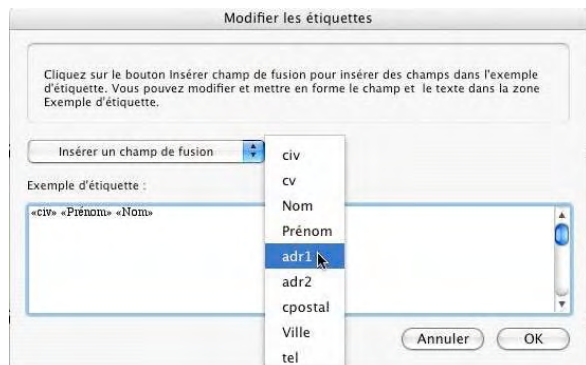 Modifier les étiquettes
Cliquez sur le bouton Insérer champ de fusion pour insérer des champs dans l'exemple
d'étiquette. Vous pouvez modifier et mettre en forme le champ et le texte dans la zone
Exemple d'étiquette.
Insérer un champ de fusion
civ
cv
Nom
Prénom
adr1
adr2
cpostal
Ville
tel
Exemple d'étiquette :
«civ» «Prénom» «Nom»
Annuler
OK